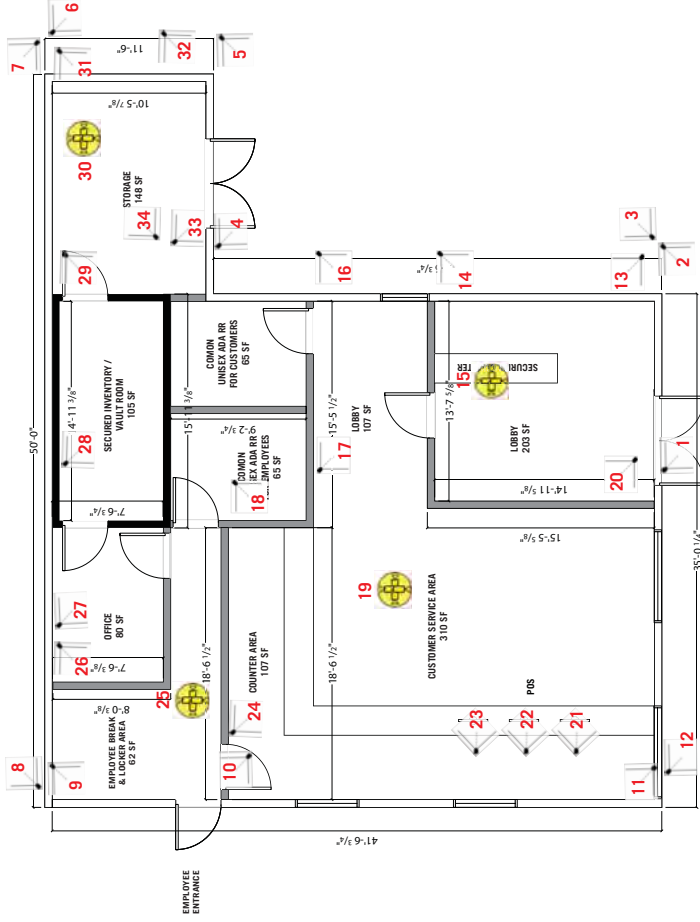 6
7
11'-6"
32
5
31
10'-5 7/8"
30
STORAGE
148 SF
34
33
4
3
29
16
14
13
2
50'-0"
SECURED INVENTORY /
VAULT ROOM
105 SF
28
7'-6 3/4"
COMON
UNISEX ADA RR
FOR CUSTOMERS
65 SF
15'-11 3/8"
9'-2 3/4"
COMON
EX ADA RR
EMPLOYEES
65 SF
18
17
15'-5 1/2"
LOBBY
107 SF
15
13'-7 5/8"
LOBBY
203 SF
14'-11 5/8"
20
1
27
26
OFFICE
80 SF
7'-6 3/8"
18'-6 1/2"
COUNTER AREA
107 SF
18'-6 1/2"
19
CUSTOMER SERVICE AREA
310 SF
15'-5 5/8"
35'-0 1/4"
25
24
8'-0 3/8"
EMPLOYEE BREAK
& LOCKER AREA
62 SF
POS
23
22
21
8
9
10
11
12
41'-6 3/4"
EMPLOYEE
ENTRANCE